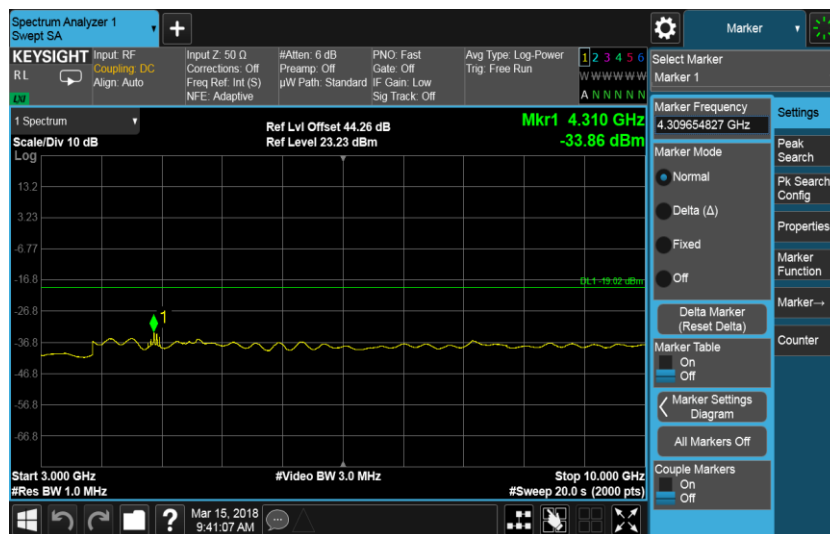 Spectrum Analyzer 1
Swept SA
+
Marker
KEYSIGHT
RL
LXI
Input: RF
Coupling: DC
Align: Auto
Input Z: 50 Ω
Corrections: Off
Freq Ref: Int (S)
NFE: Adaptive
#Atten: 6 dB
Preamp: Off
µW Path: Standard
PNO: Fast
Gate: Off
IF Gain: Low
Sig Track: Off
Avg Type: Log-Power
Trig: Free Run
1 2 3 4 5 6
W W W W W W
A N N N N N
Select Marker
Marker 1
1 Spectrum
Scale/Div 10 dB
Log
Ref Lvl Offset 44.26 dB
Ref Level 23.23 dBm
Mkr1 4.310 GHz
-33.86 dBm
13.2
3.23
-6.77
-16.8
-26.8
-36.8
-46.8
-56.8
-66.8
DL1 -19.02 dBm
1
Start 3.000 GHz
#Res BW 1.0 MHz
#Video BW 3.0 MHz
Stop 10.000 GHz
#Sweep 20.0 s (2000 pts)
Marker Frequency
4.309654827 GHz
Marker Mode
Normal
Delta (Δ)
Fixed
Off
Delta Marker
(Reset Delta)
Marker Table
On
Off
Marker Settings
Diagram
All Markers Off
Couple Markers
On
Off
Settings
Peak
Search
Pk Search
Config
Properties
Marker
Function
Marker→
Counter
?
Mar 15, 2018
9:41:07 AM